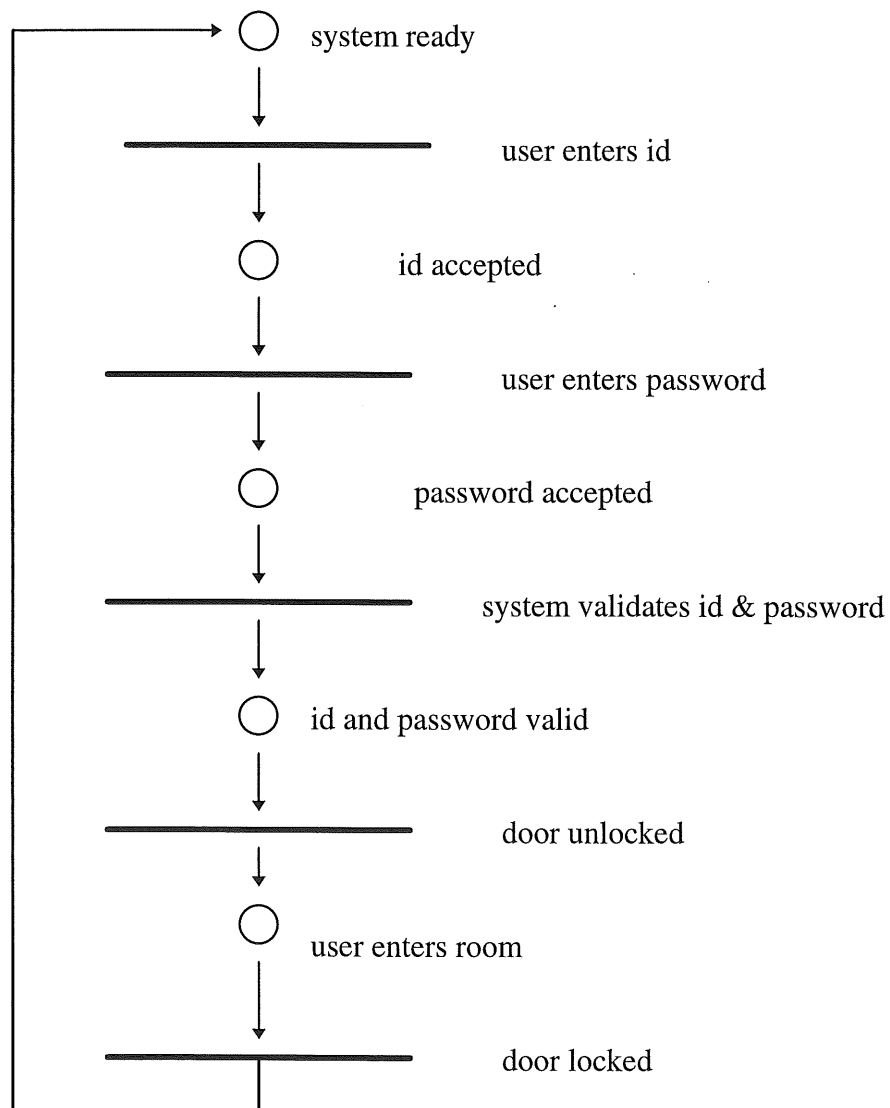 system ready
user enters id
id accepted
user enters password
password accepted
system validates id & password
id and password valid
door unlocked
user enters room
door locked